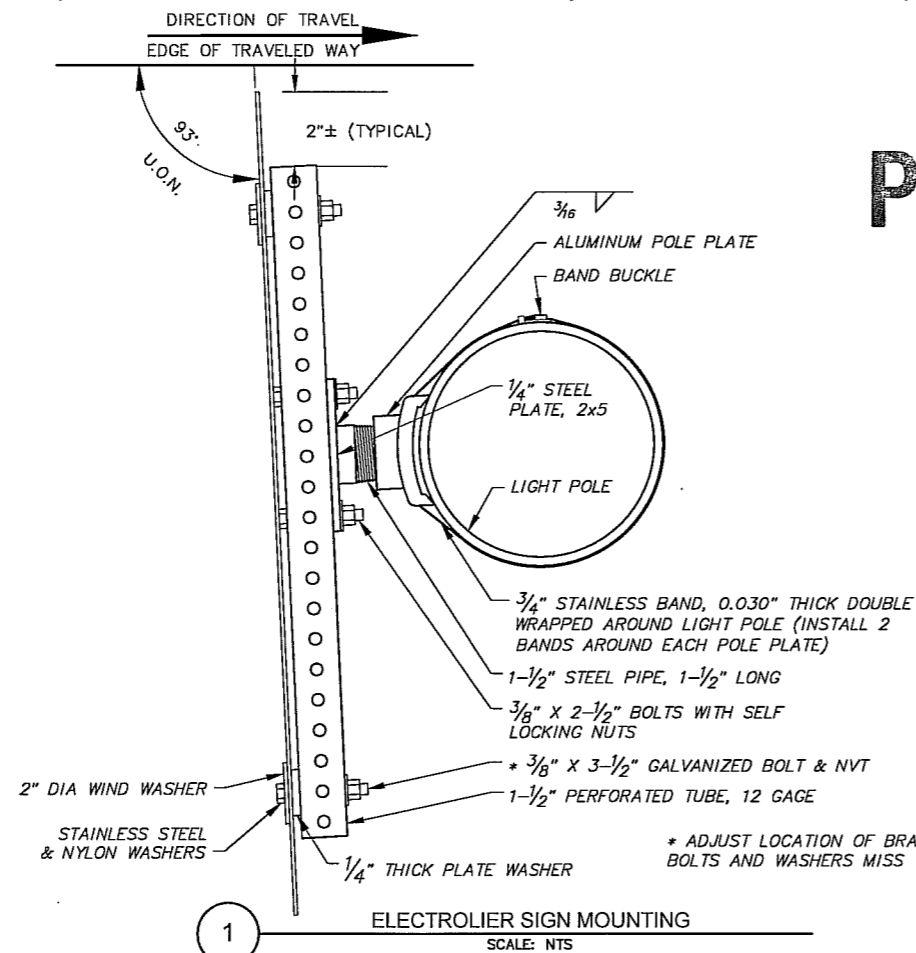 DIRECTION OF TRAVEL
EDGE OF TRAVELED WAY
93°
U.O.N.
2"± (TYPICAL)
P
3/16
ALUMINUM POLE PLATE
BAND BUCKLE
1/4" STEEL
PLATE, 2x5
LIGHT POLE
3/4" STAINLESS BAND, 0.030" THICK DOUBLE
WRAPPED AROUND LIGHT POLE (INSTALL 2
BANDS AROUND EACH POLE PLATE)
1-1/2" STEEL PIPE, 1-1/2" LONG
3/8" X 2-1/2" BOLTS WITH SELF
LOCKING NUTS
* 3/8" X 3-1/2" GALVANIZED BOLT & NVT
1-1/2" PERFORATED TUBE, 12 GAGE
2" DIA WIND WASHER
STAINLESS STEEL
& NYLON WASHERS
1/4" THICK PLATE WASHER
* ADJUST LOCATION OF BRA
BOLTS AND WASHERS MISS
1
ELECTROLIER SIGN MOUNTING
SCALE: NTS